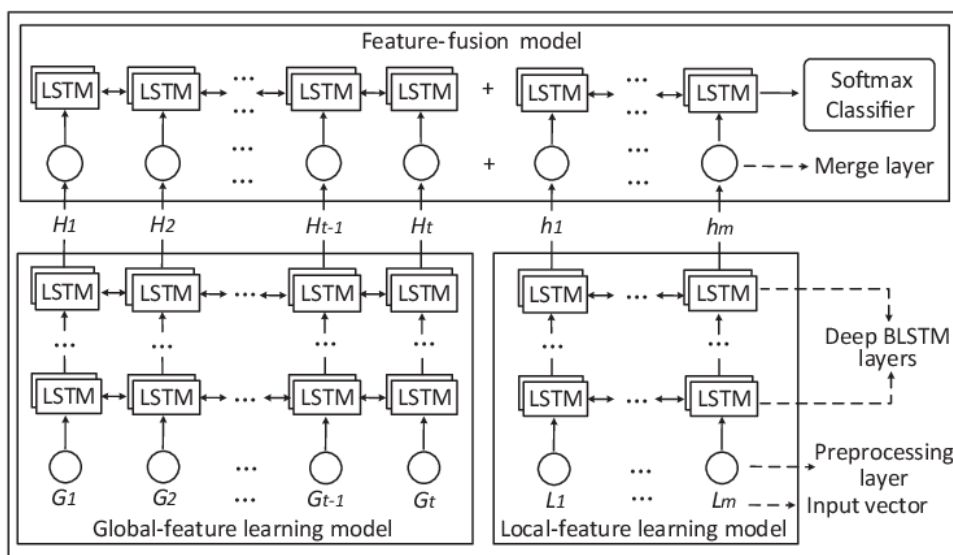 Feature-fusion model
LSTM LSTM ... LSTM LSTM + LSTM ... LSTM
... ...
Softmax
Classifier
... + ...
... ...
Merge layer
H1 H2 Ht-1 Ht h1 hm
LSTM LSTM ... LSTM LSTM LSTM ... LSTM
... ... ... ... ... ...
Deep BLSTM
layers
LSTM LSTM ... LSTM LSTM LSTM ... LSTM
Preprocessing
layer
... ...
G1 G2 ... Gt-1 Gt L1 ... Lm
Input vector
Global-feature learning model
Local-feature learning model